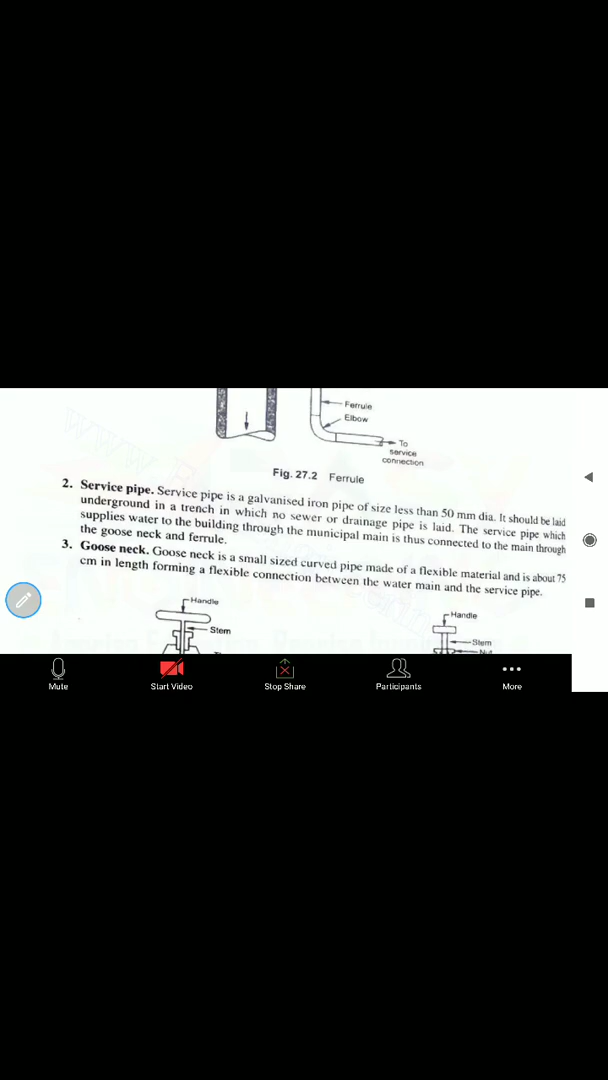 Ferrule
Elbow
To
service
connection
Fig. 27.2 Ferrule
2. Service pipe. Service pipe is a galvanised iron pipe of size less than 50 mm dia. It should be laid
underground in a trench in which no sewer or drainage pipe is laid. The service pipe which
supplies water to the building through the municipal main is thus connected to the main through
the goose neck and ferrule.
3. Goose neck. Goose neck is a small sized curved pipe made of a flexible material and is about 75
cm in length forming a flexible connection between the water main and the service pipe.
Handle
Stem
Handle
Stem
Nut
Mute
Start Video
Stop Share
Participants
More